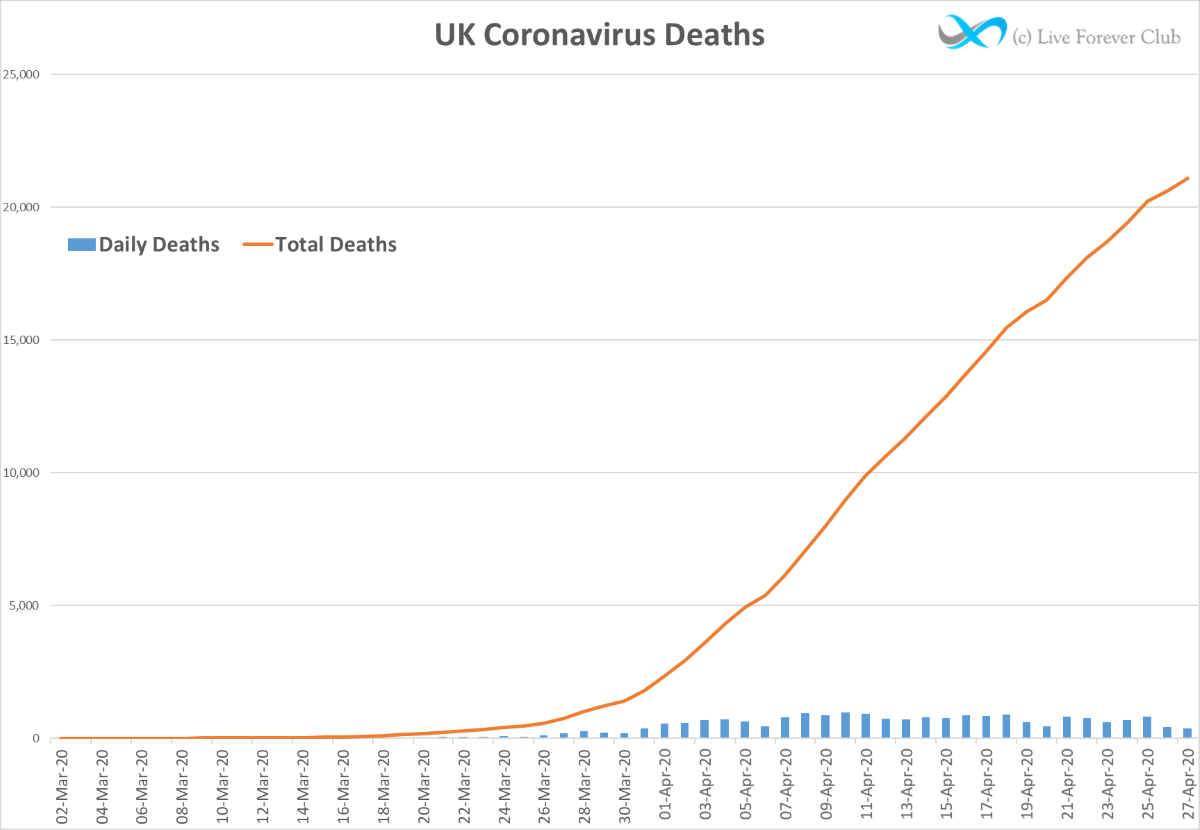 UK Coronavirus Deaths
(c) Live Forever Club
25,000
20,000
Daily Deaths
Total Deaths
15,000
10,000
5,000
0
02-Mar-20
04-Mar-20
06-Mar-20
08-Mar-20
10-Mar-20
12-Mar-20
14-Mar-20
16-Mar-20
18-Mar-20
20-Mar-20
22-Mar-20
24-Mar-20
26-Mar-20
28-Mar-20
30-Mar-20
01-Apr-20
03-Apr-20
05-Apr-20
07-Apr-20
09-Apr-20
11-Apr-20
13-Apr-20
15-Apr-20
17-Apr-20
19-Apr-20
21-Apr-20
23-Apr-20
25-Apr-20
27-Apr-20